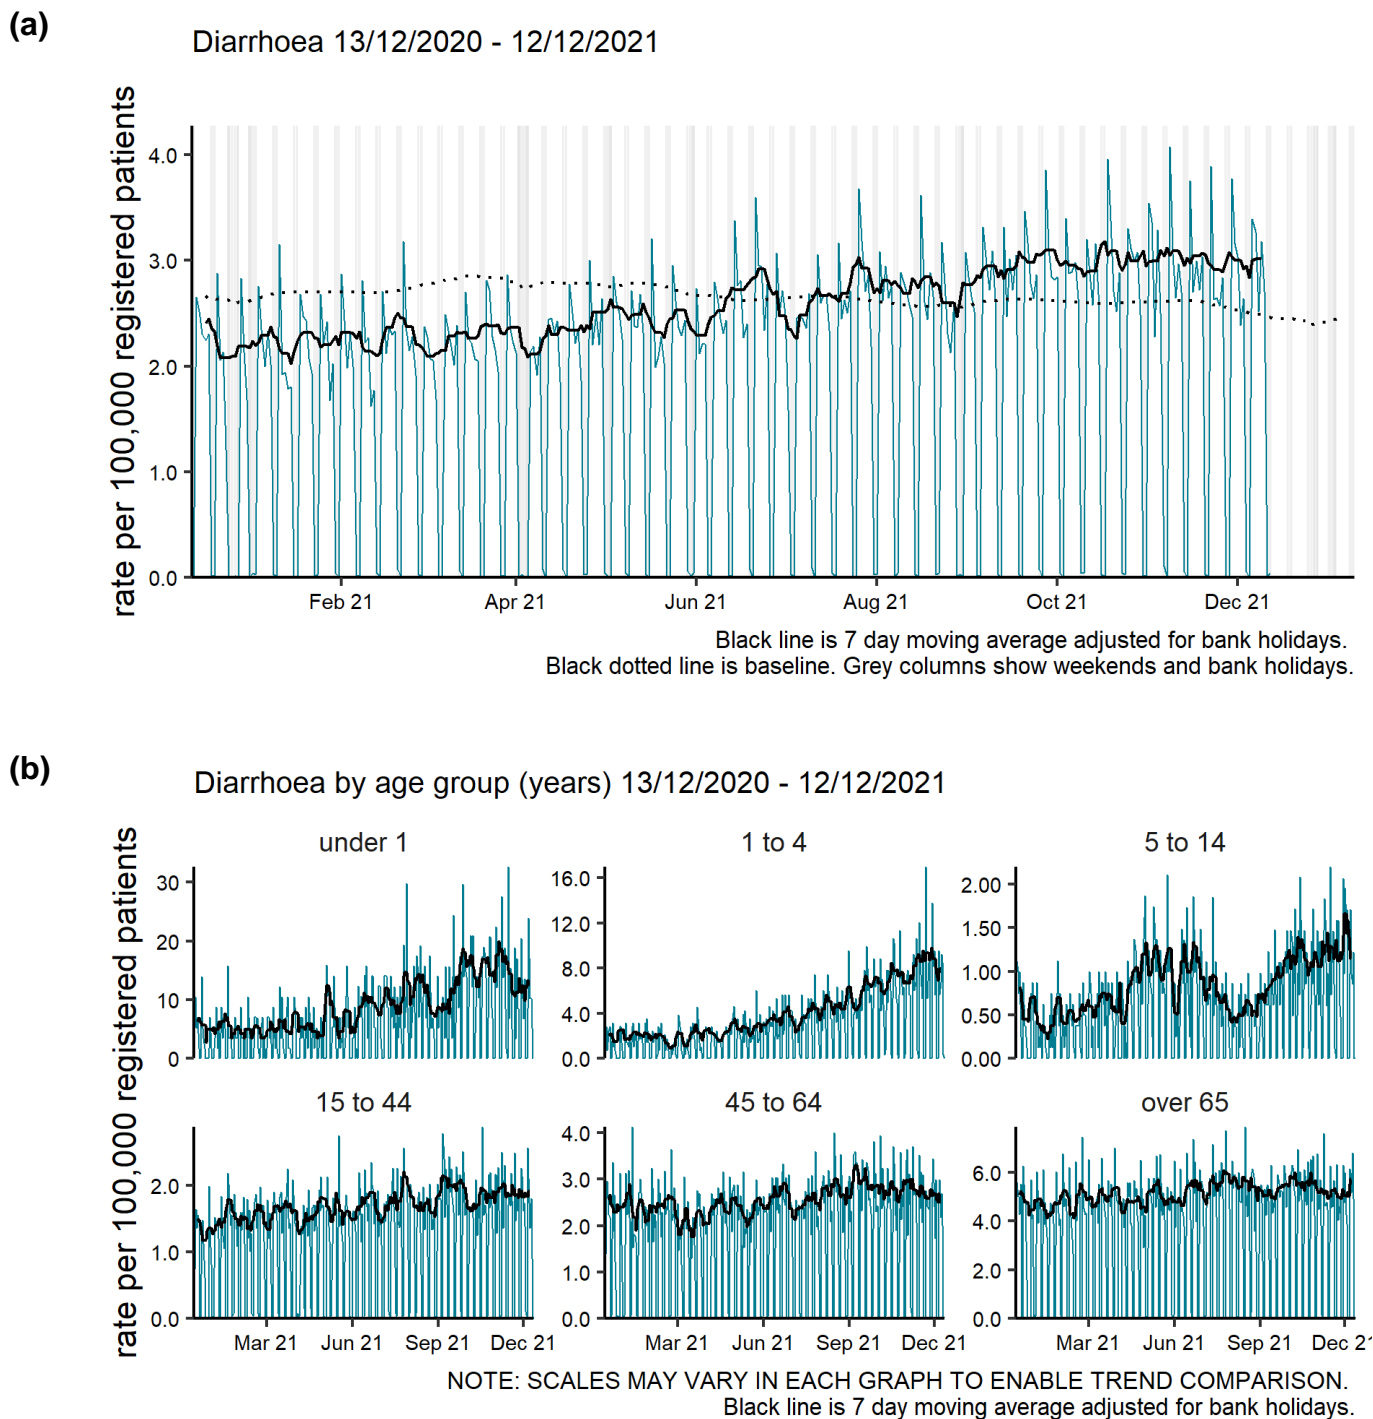 (a)
Diarrhoea 13/12/2020 - 12/12/2021
rate per 100,000 registered patients
4.0
3.0
2.0
1.0
0.0
Feb 21 Apr 21 Jun 21 Aug 21 Oct 21 Dec 21
Black line is 7 day moving average adjusted for bank holidays.
Black dotted line is baseline. Grey columns show weekends and bank holidays.
(b)
Diarrhoea by age group (years) 13/12/2020 - 12/12/2021
rate per 100,000 registered patients
under 1
30
20
10
0
1 to 4
16.0
12.0
8.0
4.0
0.0
5 to 14
2.00
1.50
1.00
0.50
0.00
15 to 44
2.0
1.0
0.0
Mar 21 Jun 21 Sep 21 Dec 21
45 to 64
4.0
3.0
2.0
1.0
0.0
Mar 21 Jun 21 Sep 21 Dec 21
over 65
6.0
4.0
2.0
0.0
Mar 21 Jun 21 Sep 21 Dec 2
NOTE: SCALES MAY VARY IN EACH GRAPH TO ENABLE TREND COMPARISON.
Black line is 7 day moving average adjusted for bank holidays.